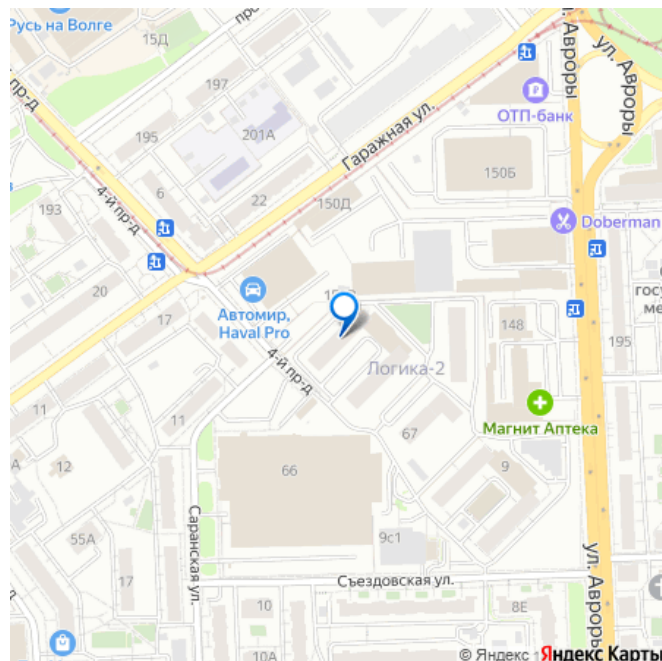 Русь на Волге
15Д
ул. Авроры
ул. Авроры
197
ОТП-банк
195
201А
Гаражная ул.
150Б
4-й пр-д
6
22
193
150Д
Doberman
20
Автомир,
Haval Pro
148
195
4-й пр-д
Логика-2
11
11
67
Магнит Аптека
12
66
9
55А
Саранская ул.
9с1
17
17
Съездовская ул.
ул. Авроры
10
8Е
10А
© Яндекс Яндекс Карты